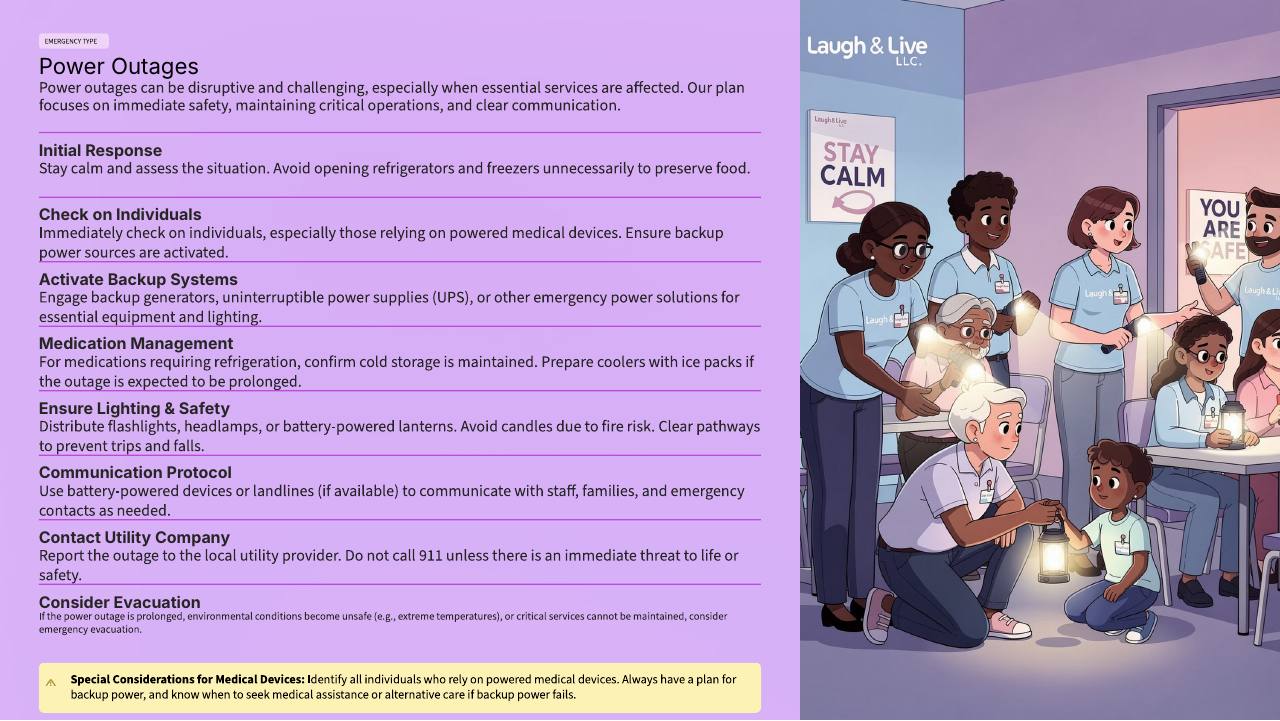 EMERGENCY TYPE
Power Outages
Power outages can be disruptive and challenging, especially when essential services are affected. Our plan
focuses on immediate safety, maintaining critical operations, and clear communication.
Initial Response
Stay calm and assess the situation. Avoid opening refrigerators and freezers unnecessarily to preserve food.
Check on Individuals
Immediately check on individuals, especially those relying on powered medical devices. Ensure backup
power sources are activated.
Activate Backup Systems
Engage backup generators, uninterruptible power supplies (UPS), or other emergency power solutions for
essential equipment and lighting.
Medication Management
For medications requiring refrigeration, confirm cold storage is maintained. Prepare coolers with ice packs if
the outage is expected to be prolonged.
Ensure Lighting & Safety
Distribute flashlights, headlamps, or battery-powered lanterns. Avoid candles due to fire risk. Clear pathways
to prevent trips and falls.
Communication Protocol
Use battery-powered devices or landlines (if available) to communicate with staff, families, and emergency
contacts as needed.
Contact Utility Company
Report the outage to the local utility provider. Do not call 911 unless there is an immediate threat to life or
safety.
Consider Evacuation
If the power outage is prolonged, environmental conditions become unsafe (e.g., extreme temperatures), or critical services cannot be maintained, consider
emergency evacuation.
Special Considerations for Medical Devices: Identify all individuals who rely on powered medical devices. Always have a plan for
backup power, and know when to seek medical assistance or alternative care if backup power fails.
Laugh & Live
LLC.
Laugh & Live
STAY
CALM
YOU
ARE
SAFE
Laugh &
Laugh &
Laugh &